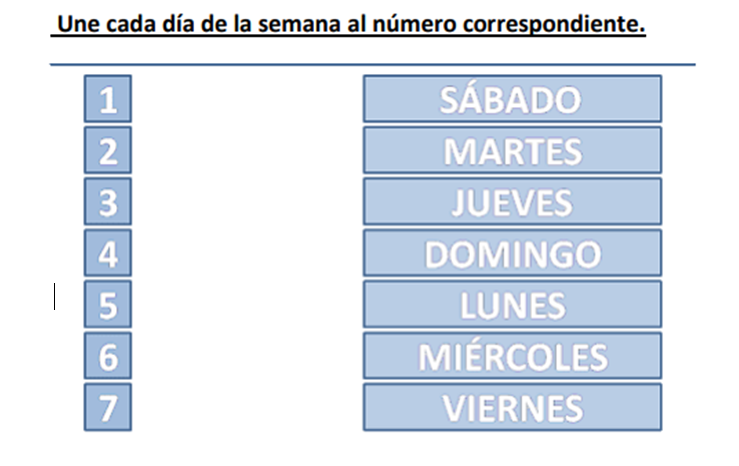 Une cada día de la semana al número correspondiente.
1 SÁBADO
2 MARTES
3 JUEVES
4 DOMINGO
5 LUNES
6 MIÉRCOLES
7 VIERNES